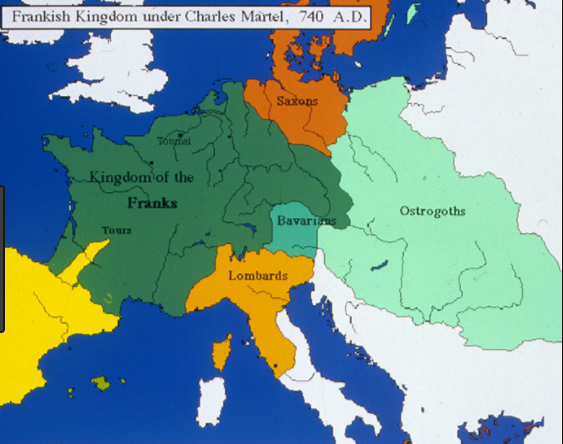 Frankish Kingdom under Charles Martel, 740 A.D.
Saxons
Tournai
Kingdom of the
Franks
Ostrogoths
Bavarians
Tours
Lombards